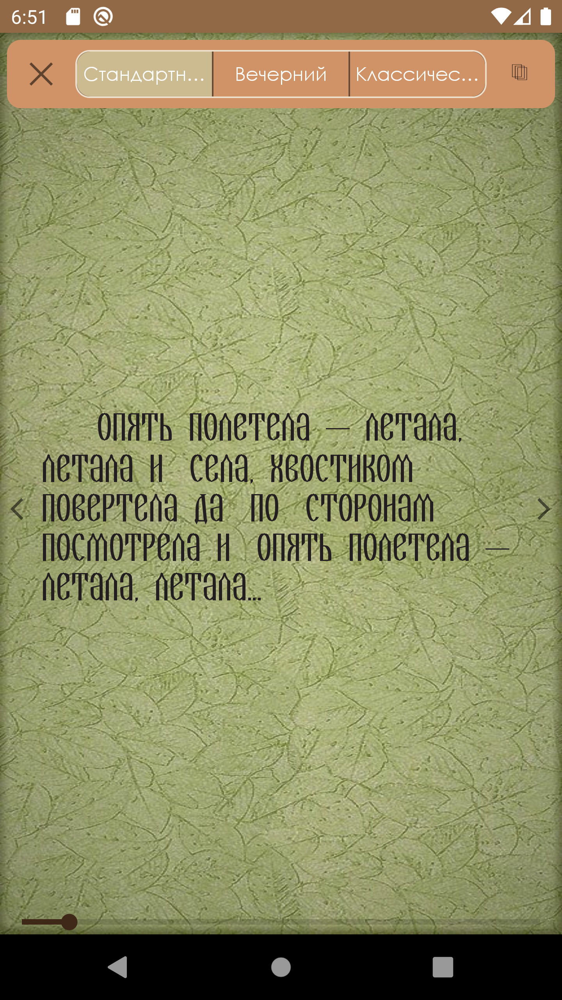 6:51
Стандартн...
Вечерний
Классичес...
опять полетела — летала,
летала и села, хвостиком
повертела да по сторонам
посмотрела и опять полетела —
летала, летала...